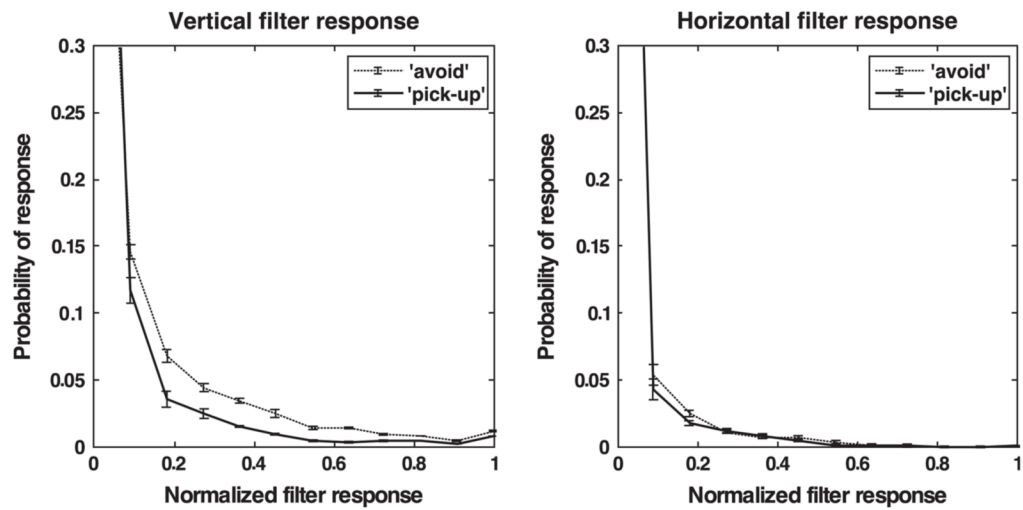 Vertical filter response
0.3
0.25
0.2
0.15
0.1
0.05
0
0 0.2 0.4 0.6 0.8 1
Probability of response
Normalized filter response
'avoid'
'pick-up'
Horizontal filter response
0.3
0.25
0.2
0.15
0.1
0.05
0
0 0.2 0.4 0.6 0.8 1
Probability of response
Normalized filter response
'avoid'
'pick-up'